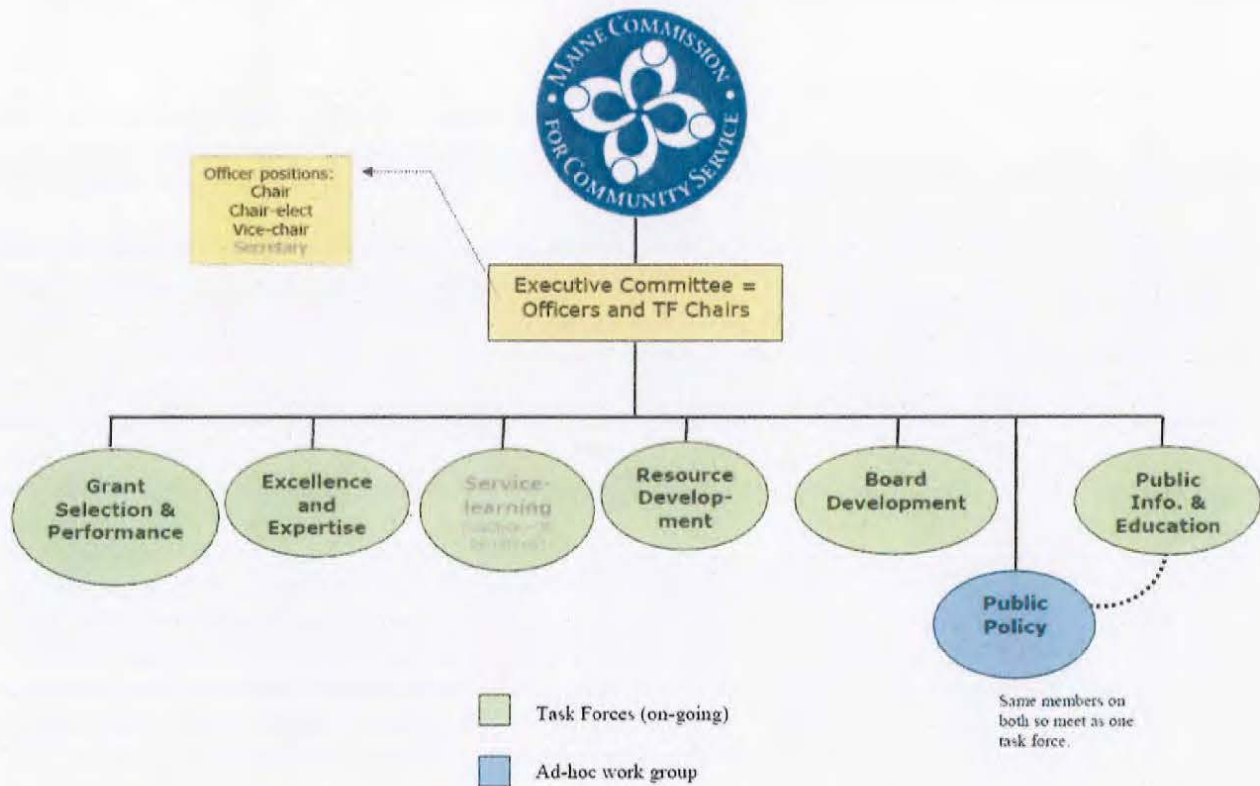 MAINE COMMISSION
FOR COMMUNITY SERVICE
Officer positions:
Chair
Chair-elect
Vice-chair
Secretary
Executive Committee =
Officers and TF Chairs
Grant
Selection &
Performance
Excellence
and
Expertise
Service-
learning
Resource
Develop-
ment
Board
Development
Public
Info. &
Education
Public
Policy
Same members on
both so meet as one
task force.
Task Forces (on-going)
Ad-hoc work group